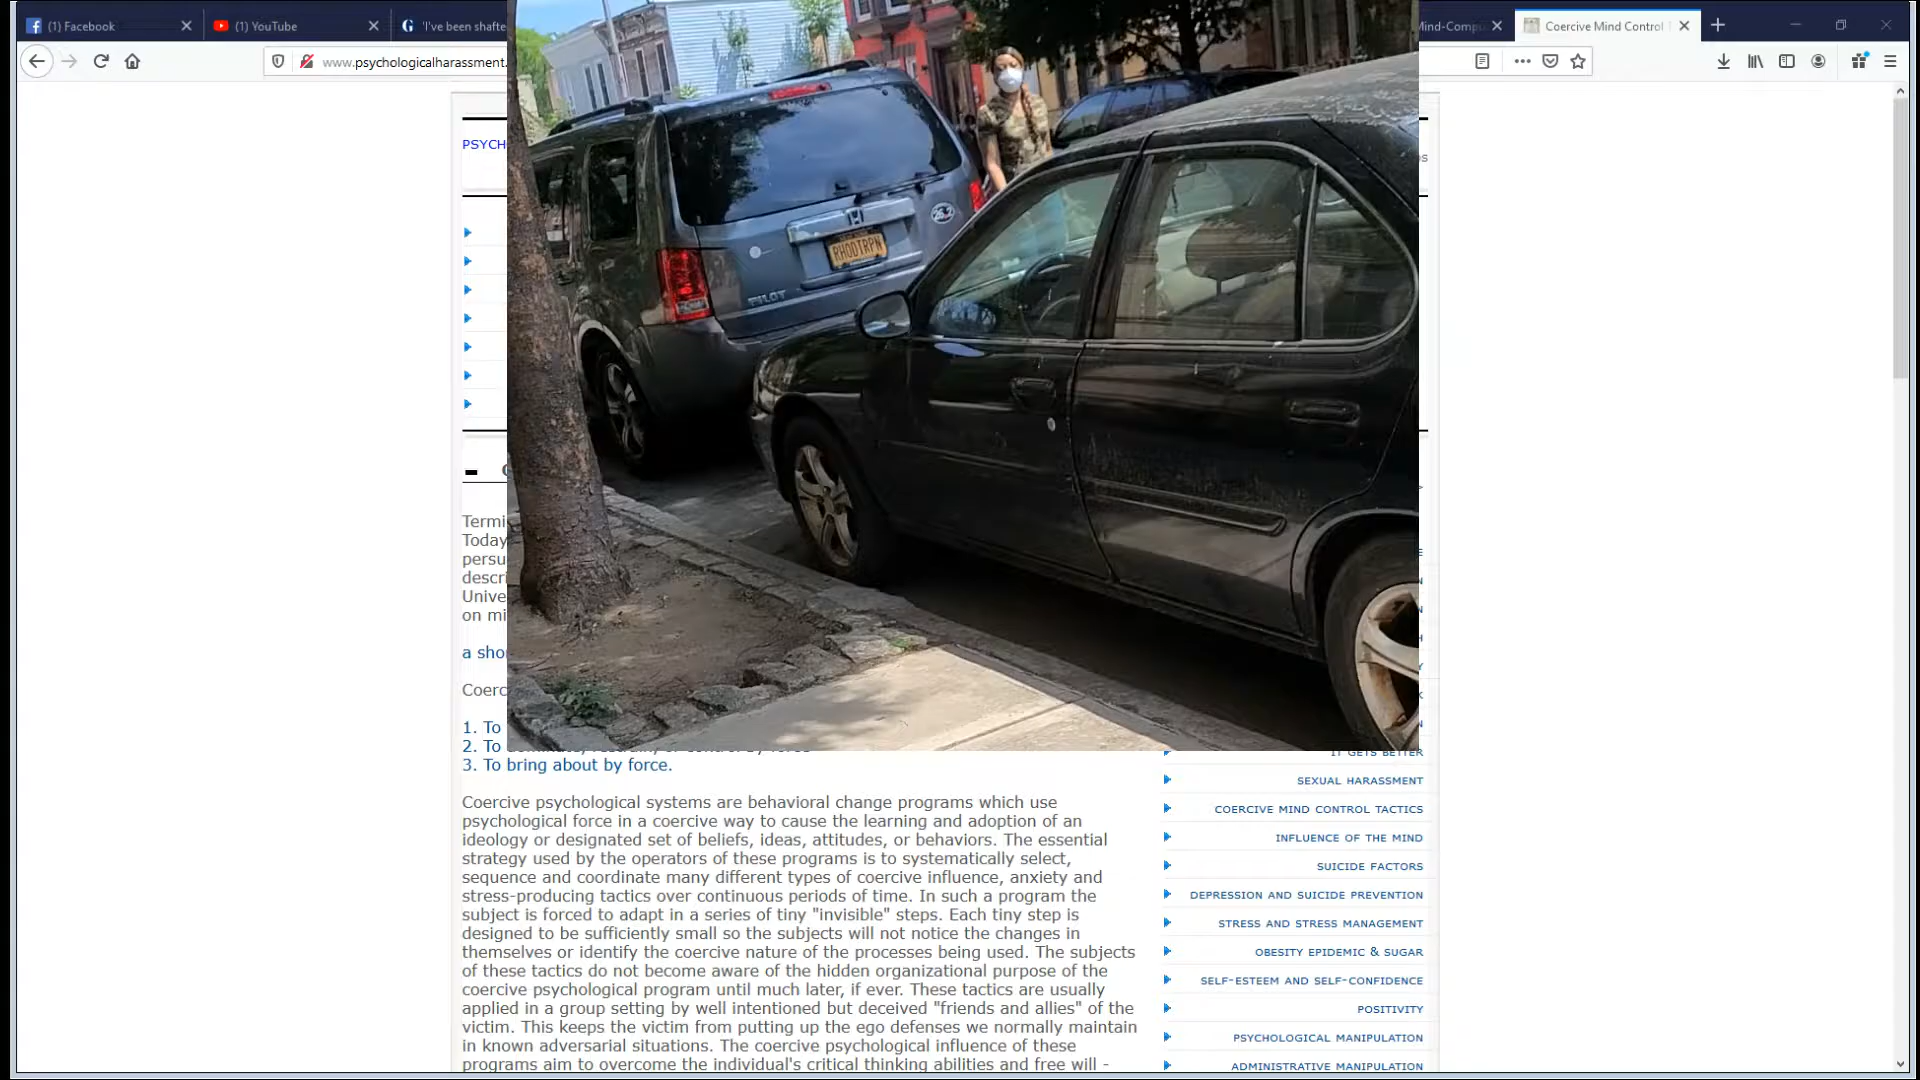 (1) Facebook
(1) YouTube
'I've been shafte
Mind-Compu
Coercive Mind Control T
www.psychologicalharassment.
PSYCH
26.2
RHODTRPN
PILOT
Termi
Today
persu
descri
Unive
on mi
a shor
Coerc
1. To
2. To dominate, restrain, or control by force
3. To bring about by force.
Coercive psychological systems are behavioral change programs which use
psychological force in a coercive way to cause the learning and adoption of an
ideology or designated set of beliefs, ideas, attitudes, or behaviors. The essential
strategy used by the operators of these programs is to systematically select,
sequence and coordinate many different types of coercive influence, anxiety and
stress-producing tactics over continuous periods of time. In such a program the
subject is forced to adapt in a series of tiny "invisible" steps. Each tiny step is
designed to be sufficiently small so the subjects will not notice the changes in
themselves or identify the coercive nature of the processes being used. The subjects
of these tactics do not become aware of the hidden organizational purpose of the
coercive psychological program until much later, if ever. These tactics are usually
applied in a group setting by well intentioned but deceived "friends and allies" of the
victim. This keeps the victim from putting up the ego defenses we normally maintain
in known adversarial situations. The coercive psychological influence of these
programs aim to overcome the individual's critical thinking abilities and free will -
IT GETS BETTER
SEXUAL HARASSMENT
COERCIVE MIND CONTROL TACTICS
INFLUENCE OF THE MIND
SUICIDE FACTORS
DEPRESSION AND SUICIDE PREVENTION
STRESS AND STRESS MANAGEMENT
OBESITY EPIDEMIC & SUGAR
SELF-ESTEEM AND SELF-CONFIDENCE
POSITIVITY
PSYCHOLOGICAL MANIPULATION
ADMINISTRATIVE MANIPULATION